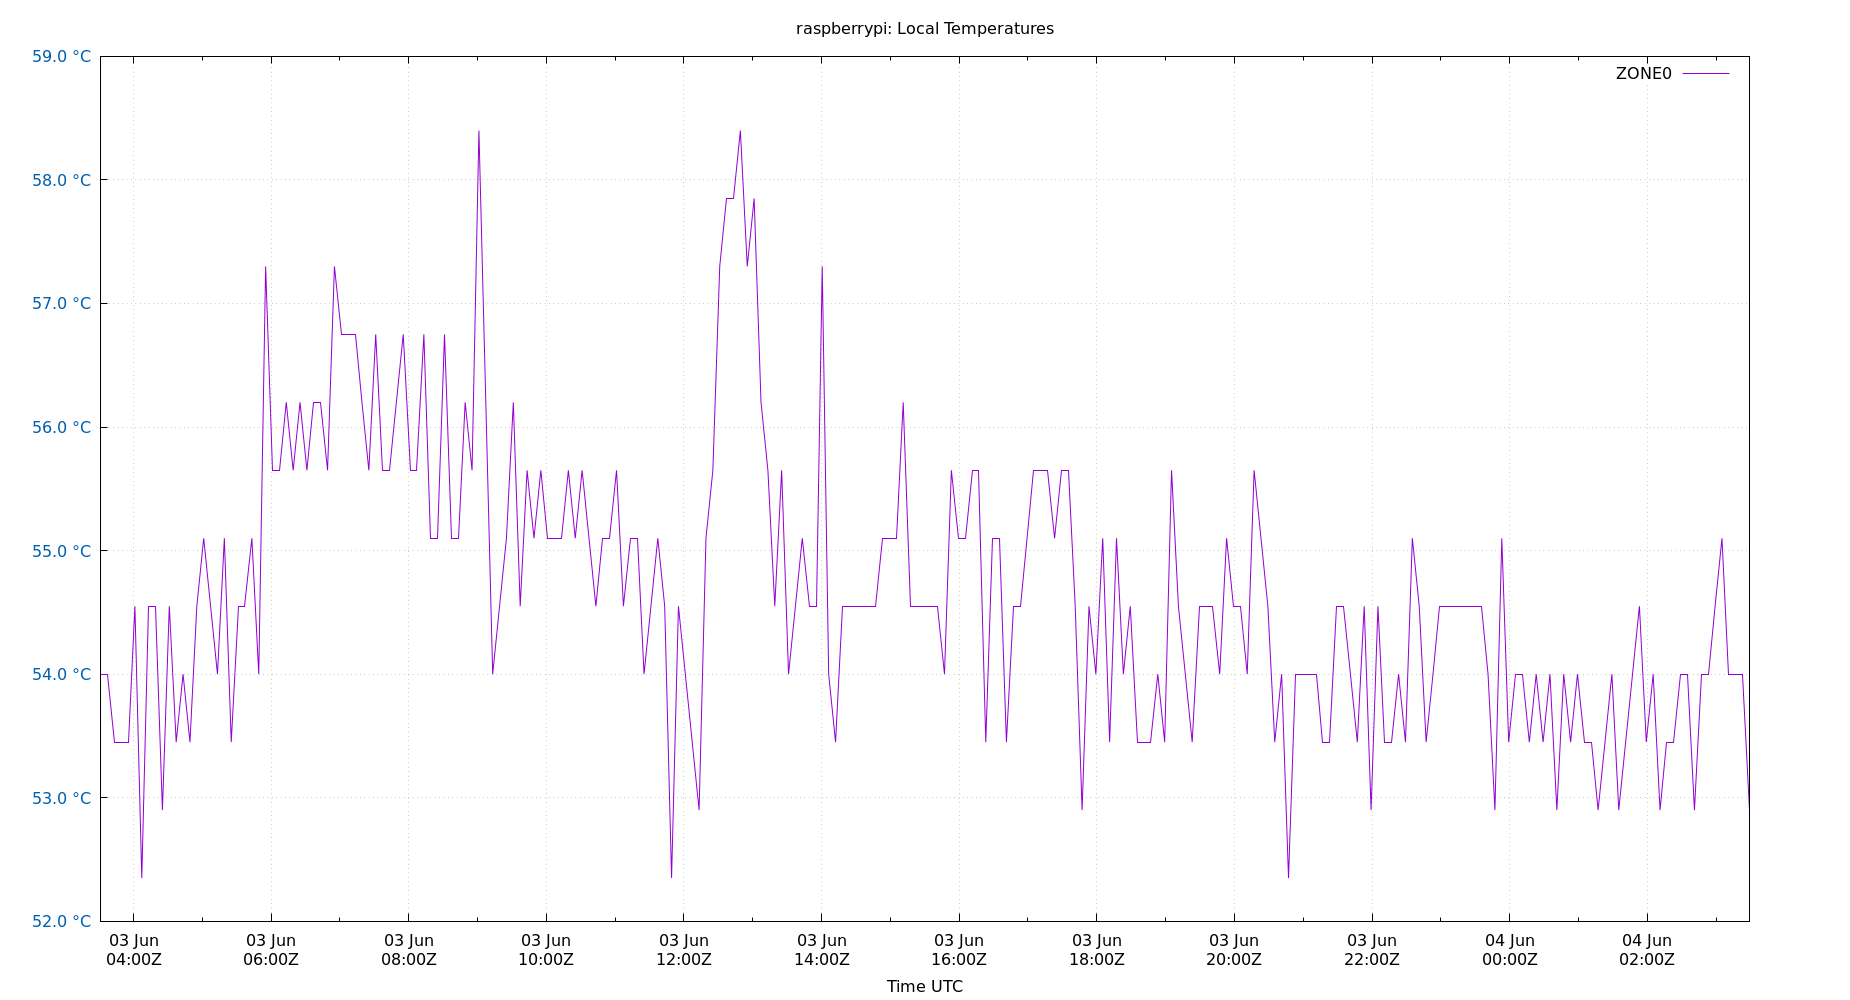 raspberrypi: Local Temperatures
59.0 °C
ZONE0
58.0 °C
57.0 °C
56.0 °C
55.0 °C
54.0 °C
53.0 °C
52.0 °C
03 Jun 03 Jun 03 Jun 03 Jun 03 Jun 03 Jun 03 Jun 03 Jun 03 Jun 03 Jun 04 Jun 04 Jun
04:00Z 06:00Z 08:00Z 10:00Z 12:00Z 14:00Z 16:00Z 18:00Z 20:00Z 22:00Z 00:00Z 02:00Z
Time UTC